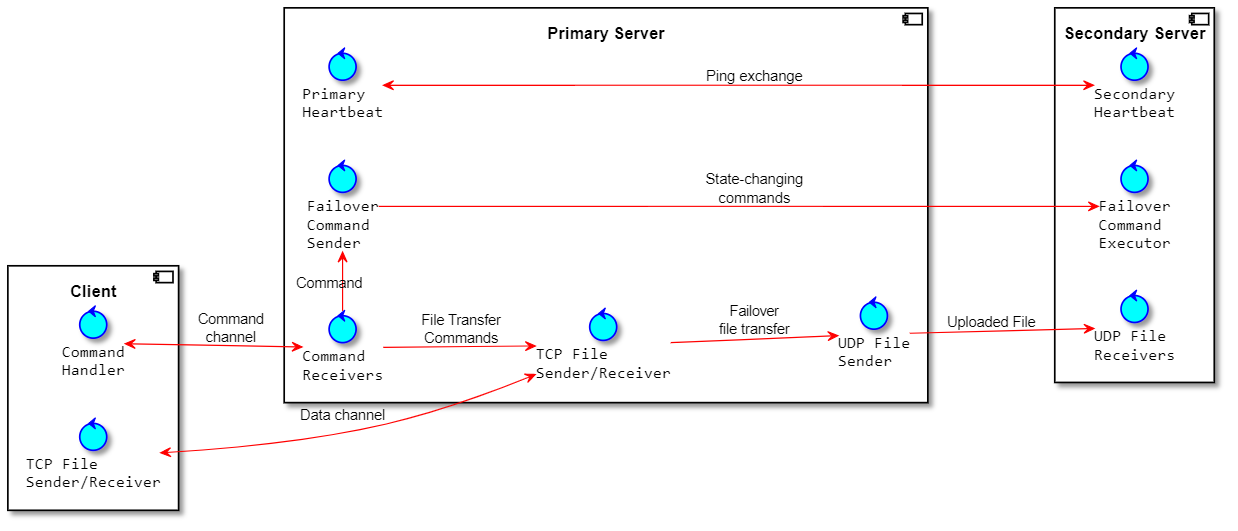 Primary Server
Primary
Heartbeat
Ping exchange
Failover
Command
Sender
State-changing
commands
Command
Command
Receivers
File Transfer
Commands
TCP File
Sender/Receiver
Failover
file transfer
UDP File
Sender
Secondary Server
Secondary
Heartbeat
Failover
Command
Executor
Uploaded File
UDP File
Receivers
Client
Command
Handler
Command
channel
TCP File
Sender/Receiver
Data channel